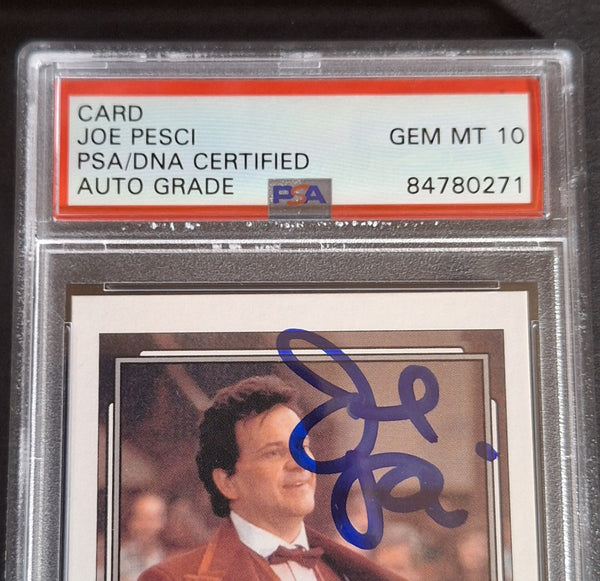 CARD
JOE PESCI
GEM MT 10
PSA/DNA CERTIFIED
AUTO GRADE
PSA
84780271